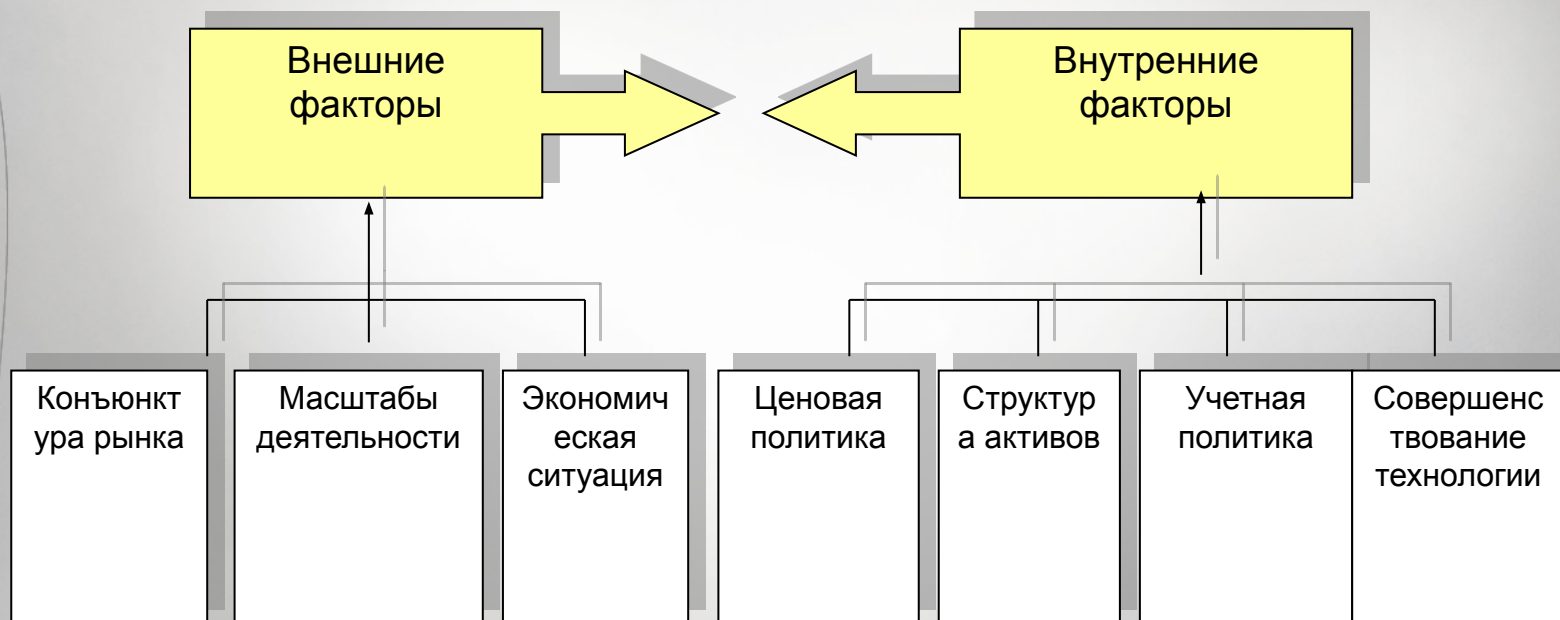 Внешние
факторы
Внутренние
факторы
Конъюнкт
ура рынка
Масштабы
деятельности
Экономич
еская
ситуация
Ценовая
политика
Структур
а активов
Учетная
политика
Совершенс
твование
технологии